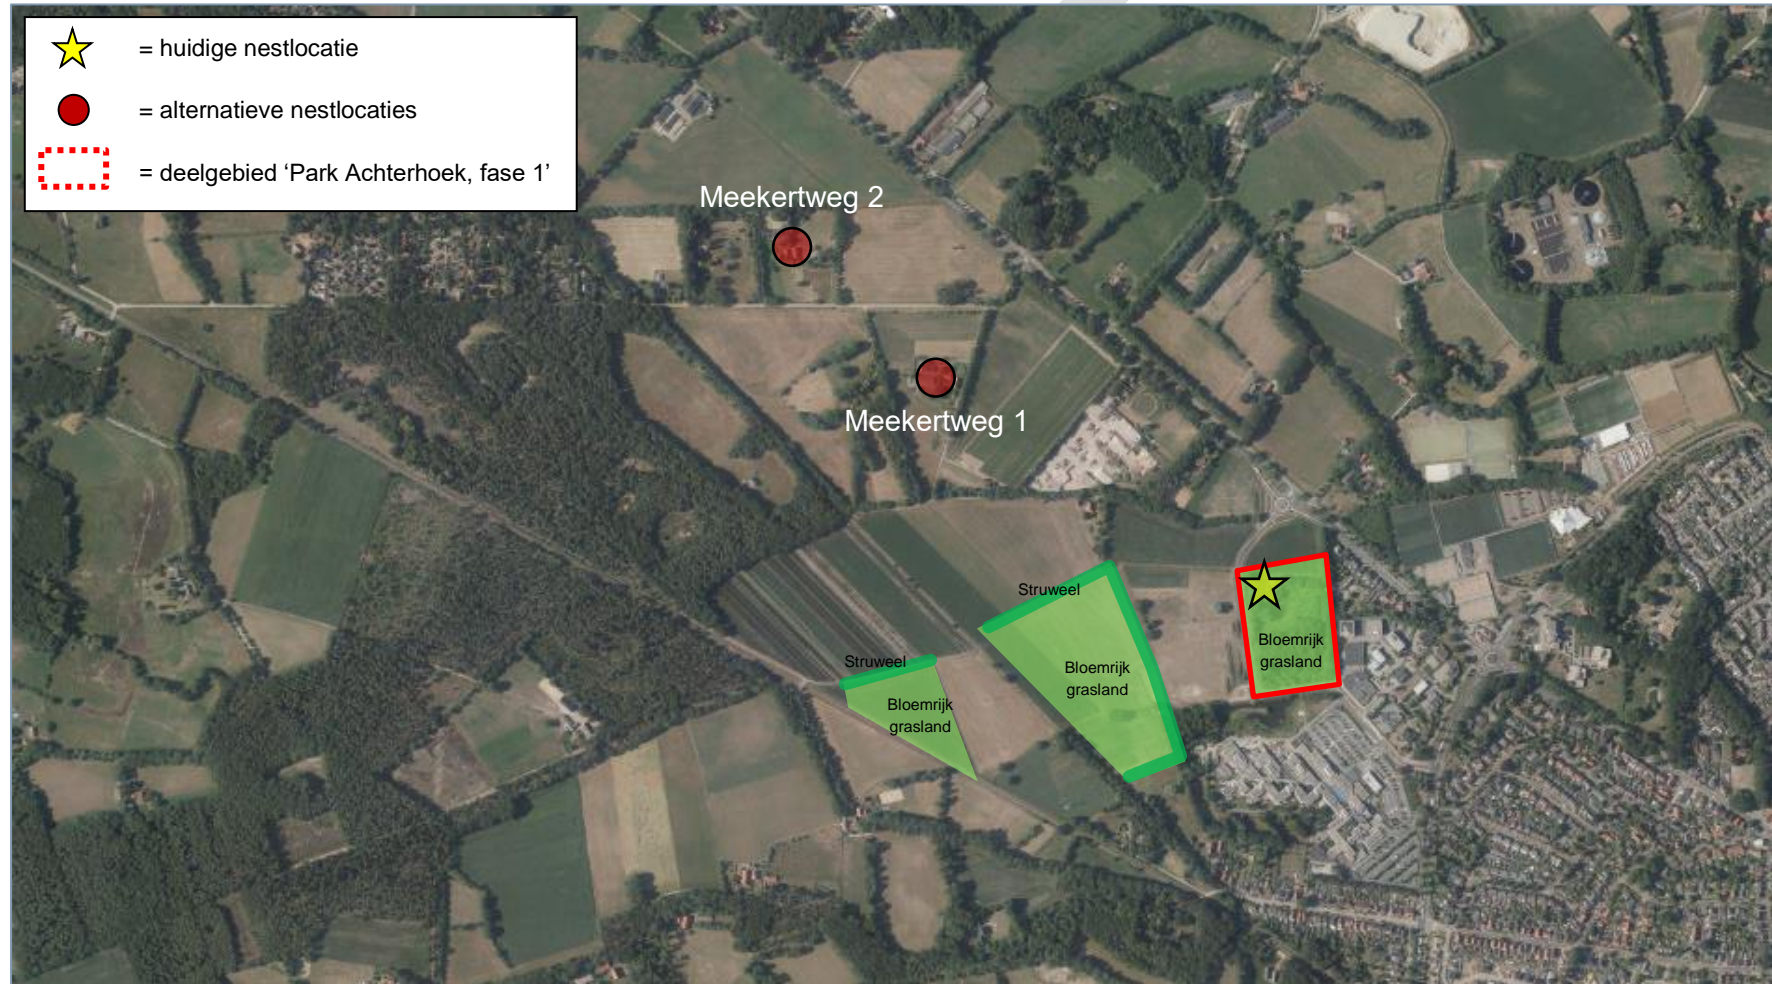 = huidige nestlocatie
= alternatieve nestlocaties
= deelgebied ‘Park Achterhoek, fase 1’
Meekertweg 2
Meekertweg 1
Struweel
Bloemrijk
grasland
Struweel
Bloemrijk
grasland
Bloemrijk
grasland